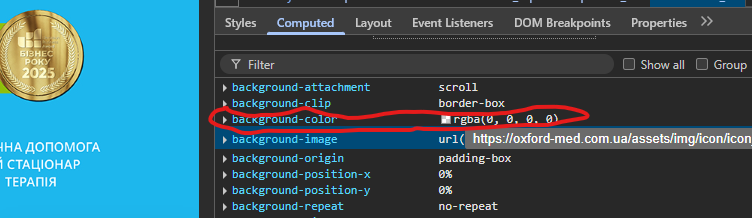 БІЗНЕС
РОКУ
2025
ЧНА ДОПОМОГА
Й СТАЦІОНАР
ТЕРАПІЯ
Styles Computed Layout Event Listeners DOM Breakpoints Properties
Filter Show all Group
background-attachment scroll
background-clip border-box
background-color rgba(0, 0, 0, 0)
background-image url(
https://oxford-med.com.ua/assets/img/icon/icon_
background-origin padding-box
background-position-x 0%
background-position-y 0%
background-repeat no-repeat